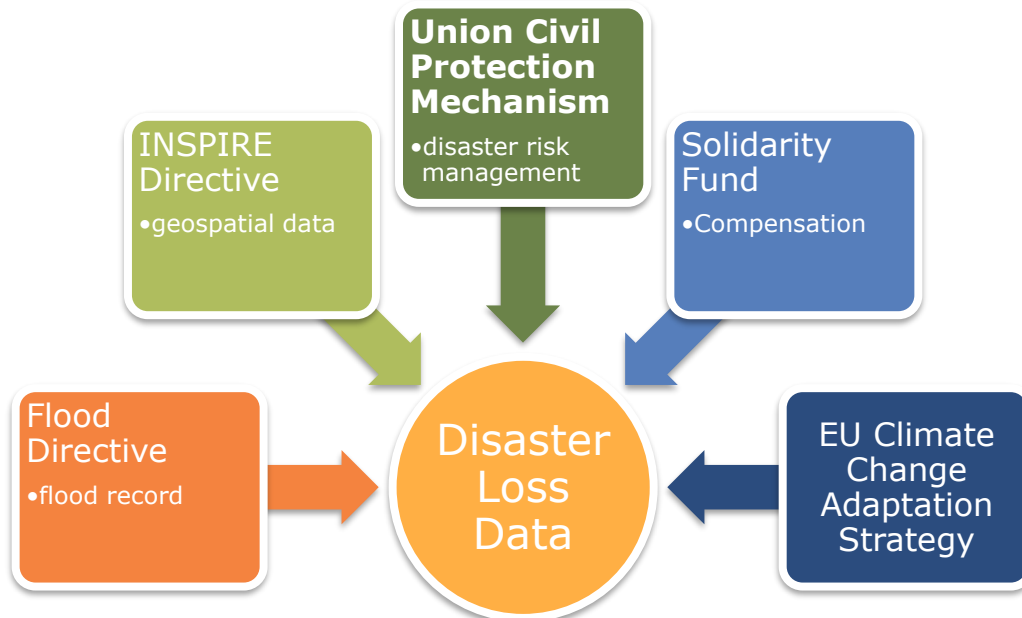 Union Civil
Protection
Mechanism
•disaster risk
management
INSPIRE
Directive
•geospatial data
Solidarity
Fund
•Compensation
Flood
Directive
•flood record
Disaster
Loss
Data
EU Climate
Change
Adaptation
Strategy